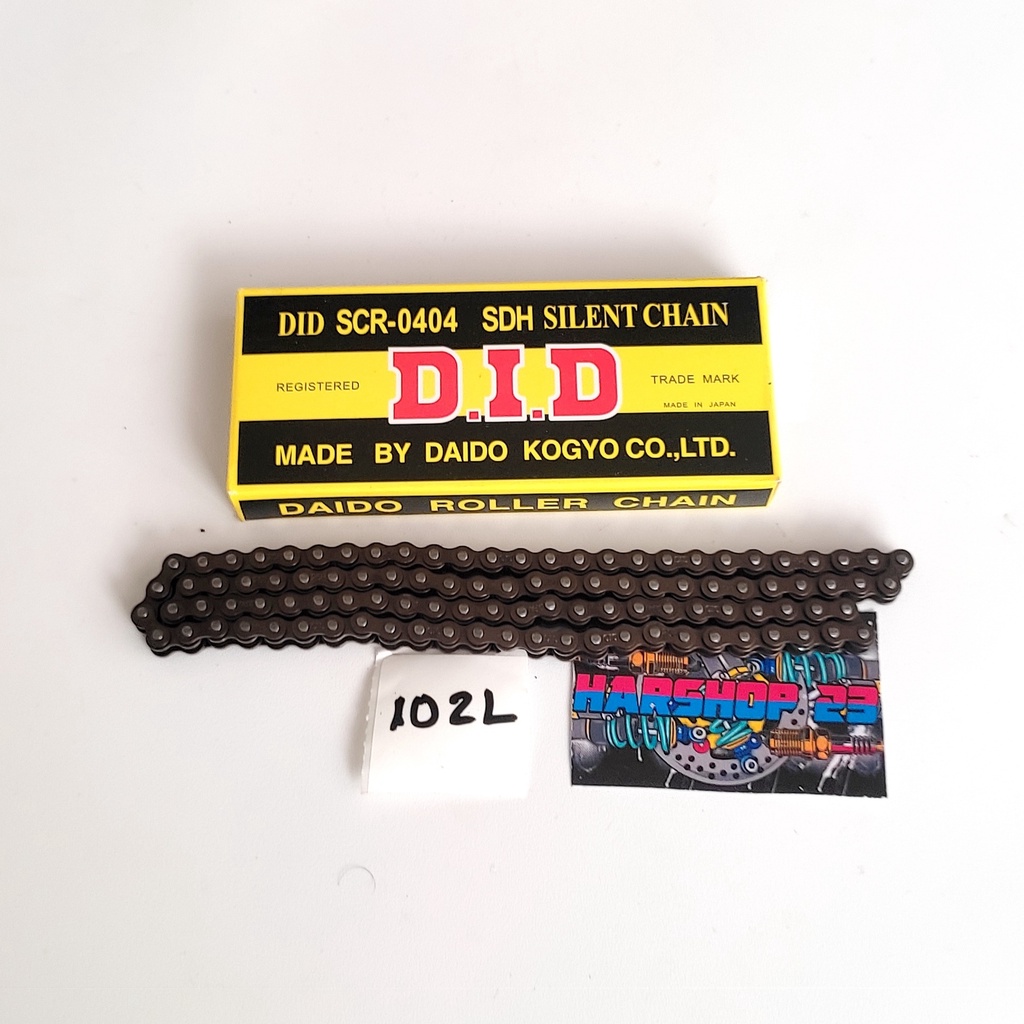 DID SCR-0404 SDH SILENT CHAIN
REGISTERED
D.I.D
TRADE MARK
MADE IN JAPAN
MADE BY DAIDO KOGYO CO.,LTD.
DAIDO ROLLER CHAIN
102L
HARSHOP 23